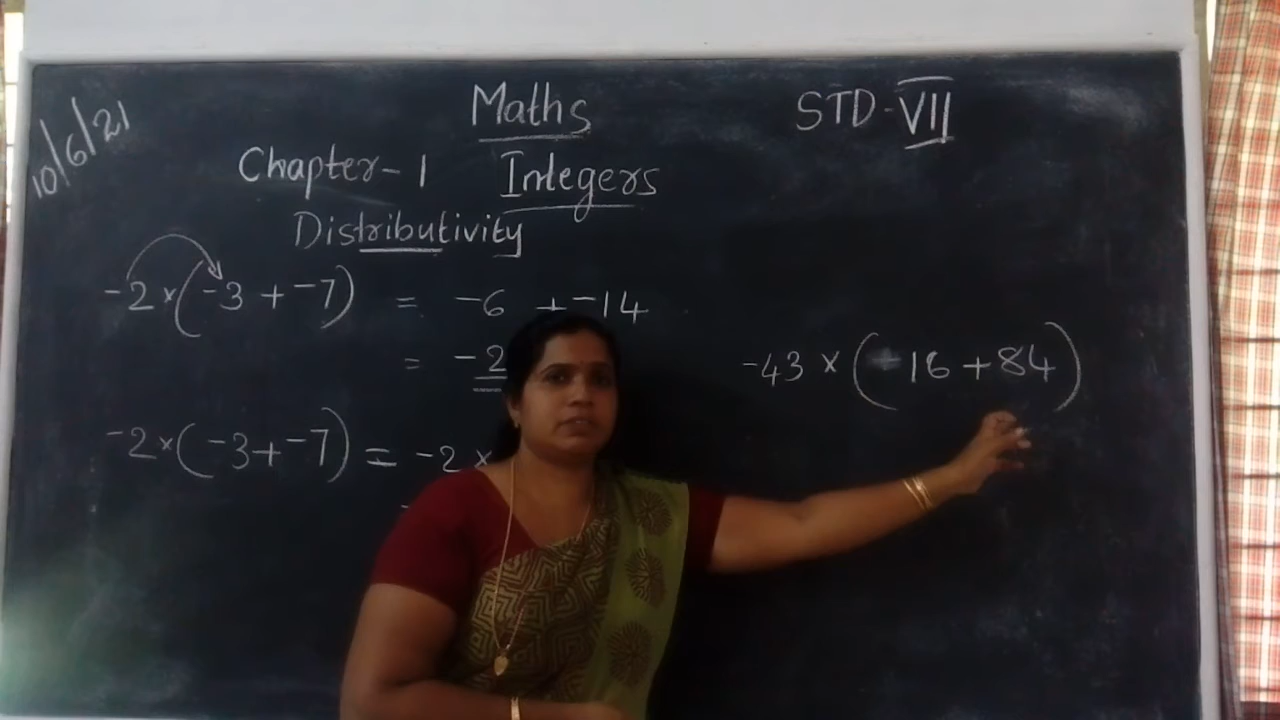 10/6/21
Maths
STD-VII
Chapter-1 Integers
Distributivity
-2×(-3+-7) = -6 + -14
= -2
-43×(16+84)
-2×(-3+-7) = -2×